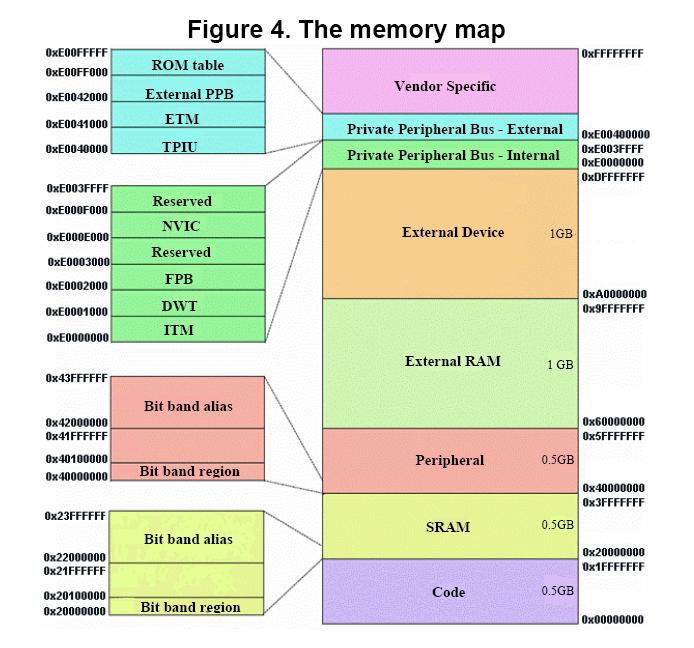 Figure 4. The memory map
0xE00FFFFF
ROM table
0xE00FF000
External PPB
0xE0042000
ETM
0xE0041000
TPIU
0xE0040000
0xE003FFFF
Reserved
0xE000F000
NVIC
0xE000E000
Reserved
0xE0003000
FPB
0xE0002000
DWT
0xE0001000
ITM
0xE0000000
0x43FFFFFF
Bit band alias
0x42000000
0x41FFFFFF
0x40100000
Bit band region
0x40000000
0x23FFFFFF
Bit band alias
0x22000000
0x21FFFFFF
0x20100000
Bit band region
0x20000000
0xFFFFFFFF
Vendor Specific
Private Peripheral Bus - External
0xE00400000
0xE003FFFF
Private Peripheral Bus - Internal
0xE0000000
0xDFFFFFFF
External Device 1GB
0xA0000000
0x9FFFFFFF
External RAM 1 GB
0x60000000
0x5FFFFFFF
Peripheral 0.5GB
0x40000000
0x3FFFFFFF
SRAM 0.5GB
0x20000000
0x1FFFFFFF
Code 0.5GB
0x00000000